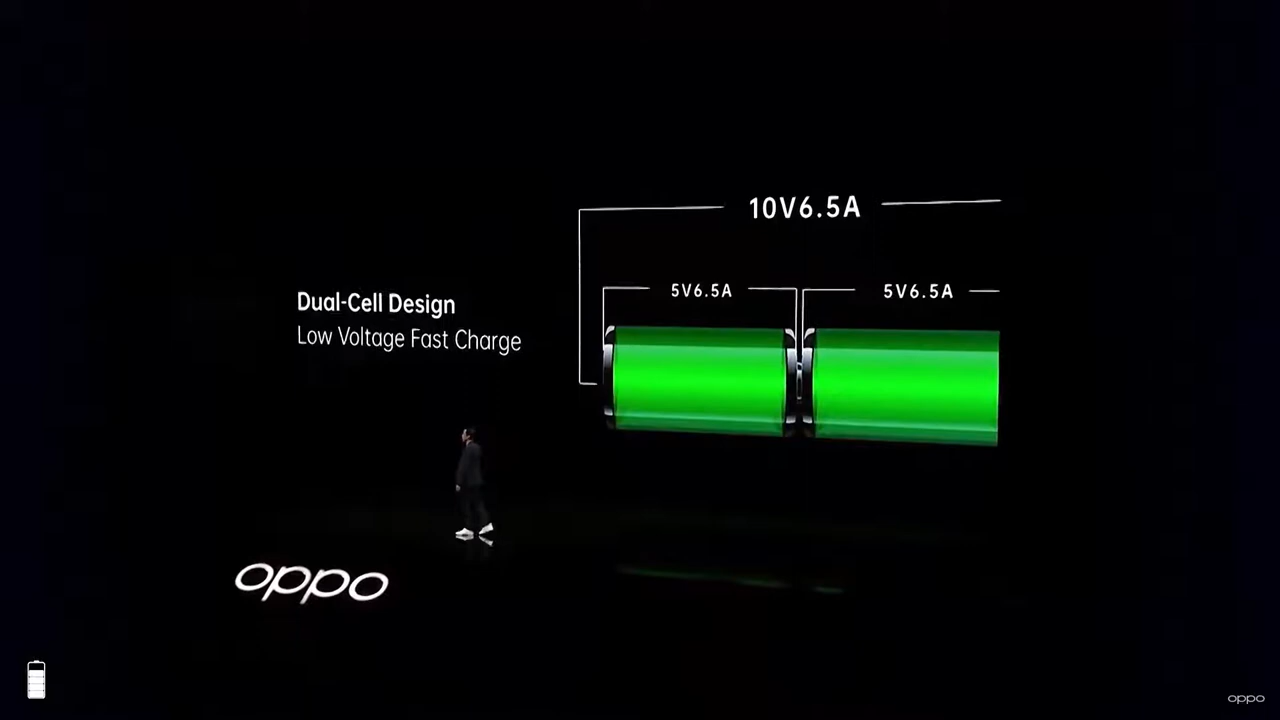 10V6.5A
5V6.5A
5V6.5A
Dual-Cell Design
Low Voltage Fast Charge
oppo
oppo